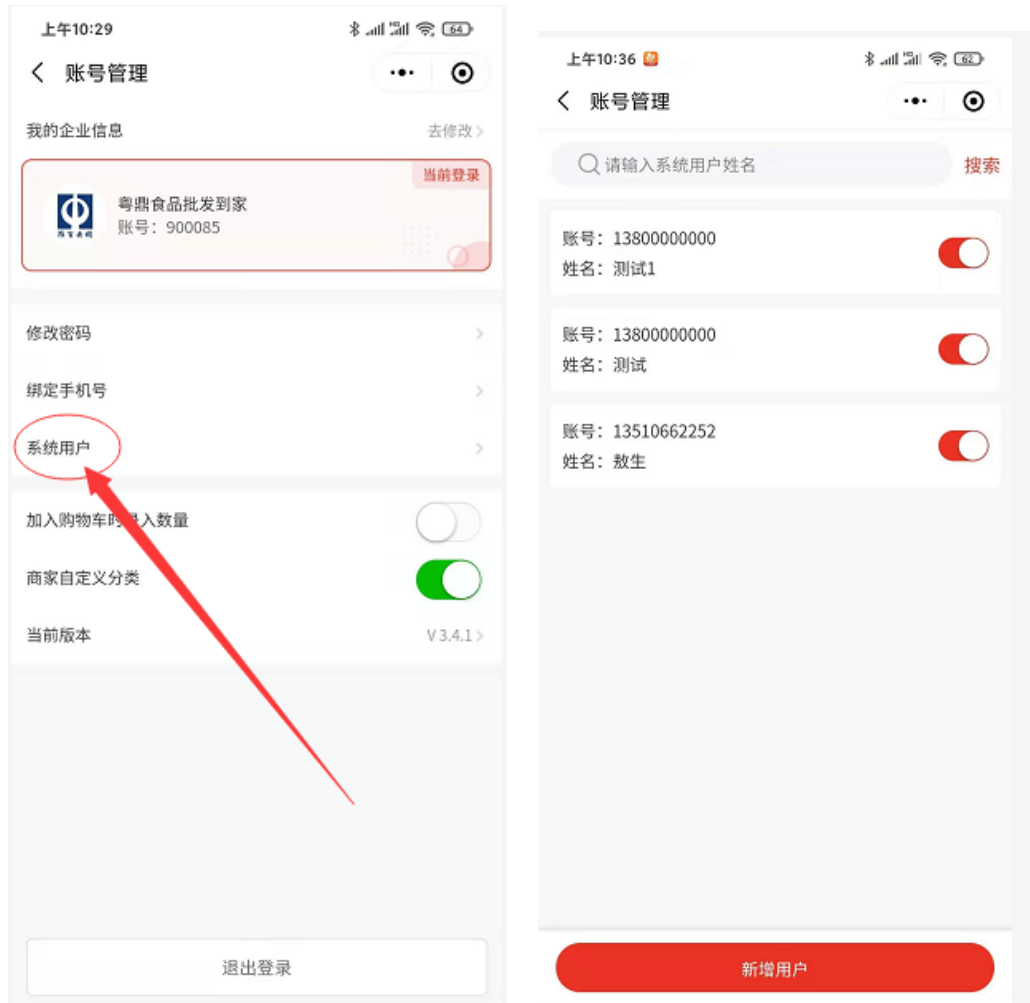 上午10:29
64
账号管理
我的企业信息
去修改
当前登录
粤鼎食品批发到家
账号：900085
修改密码
绑定手机号
系统用户
加入购物车时录入数量
商家自定义分类
当前版本
V 3.4.1
退出登录
上午10:36
62
账号管理
请输入系统用户姓名
搜索
账号：13800000000
姓名：测试1
账号：13800000000
姓名：测试
账号：13510662252
姓名：敖生
新增用户